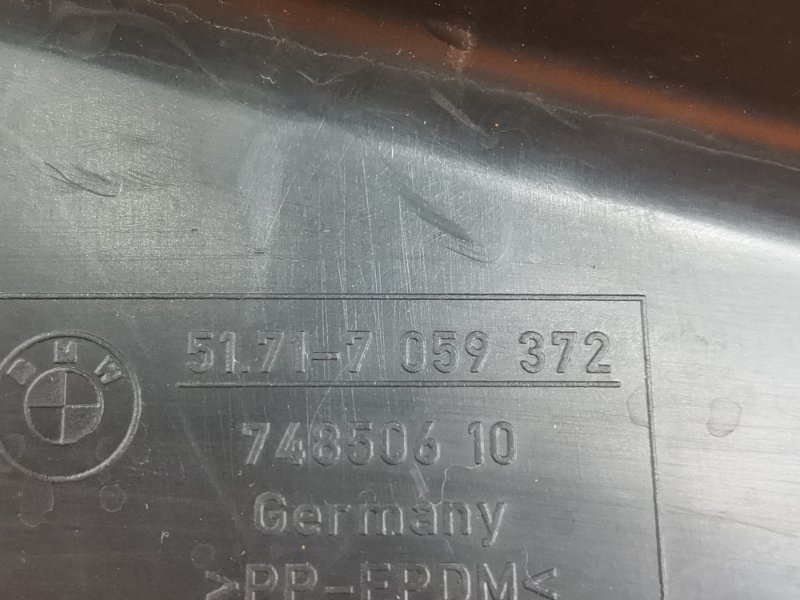 BMW
51.71-7 059 372
748506 10
Germany
>PP-EPDM<